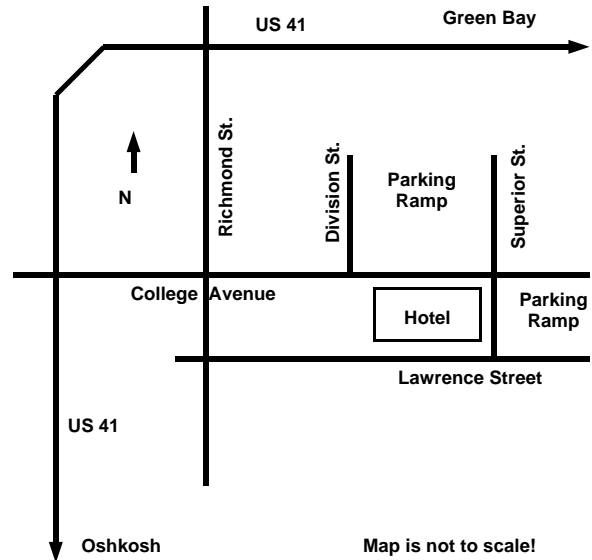 US 41
Green Bay
Richmond St.
Division St.
Parking
Ramp
Superior St.
N
College Avenue
Hotel
Parking
Ramp
Lawrence Street
US 41
Oshkosh
Map is not to scale!